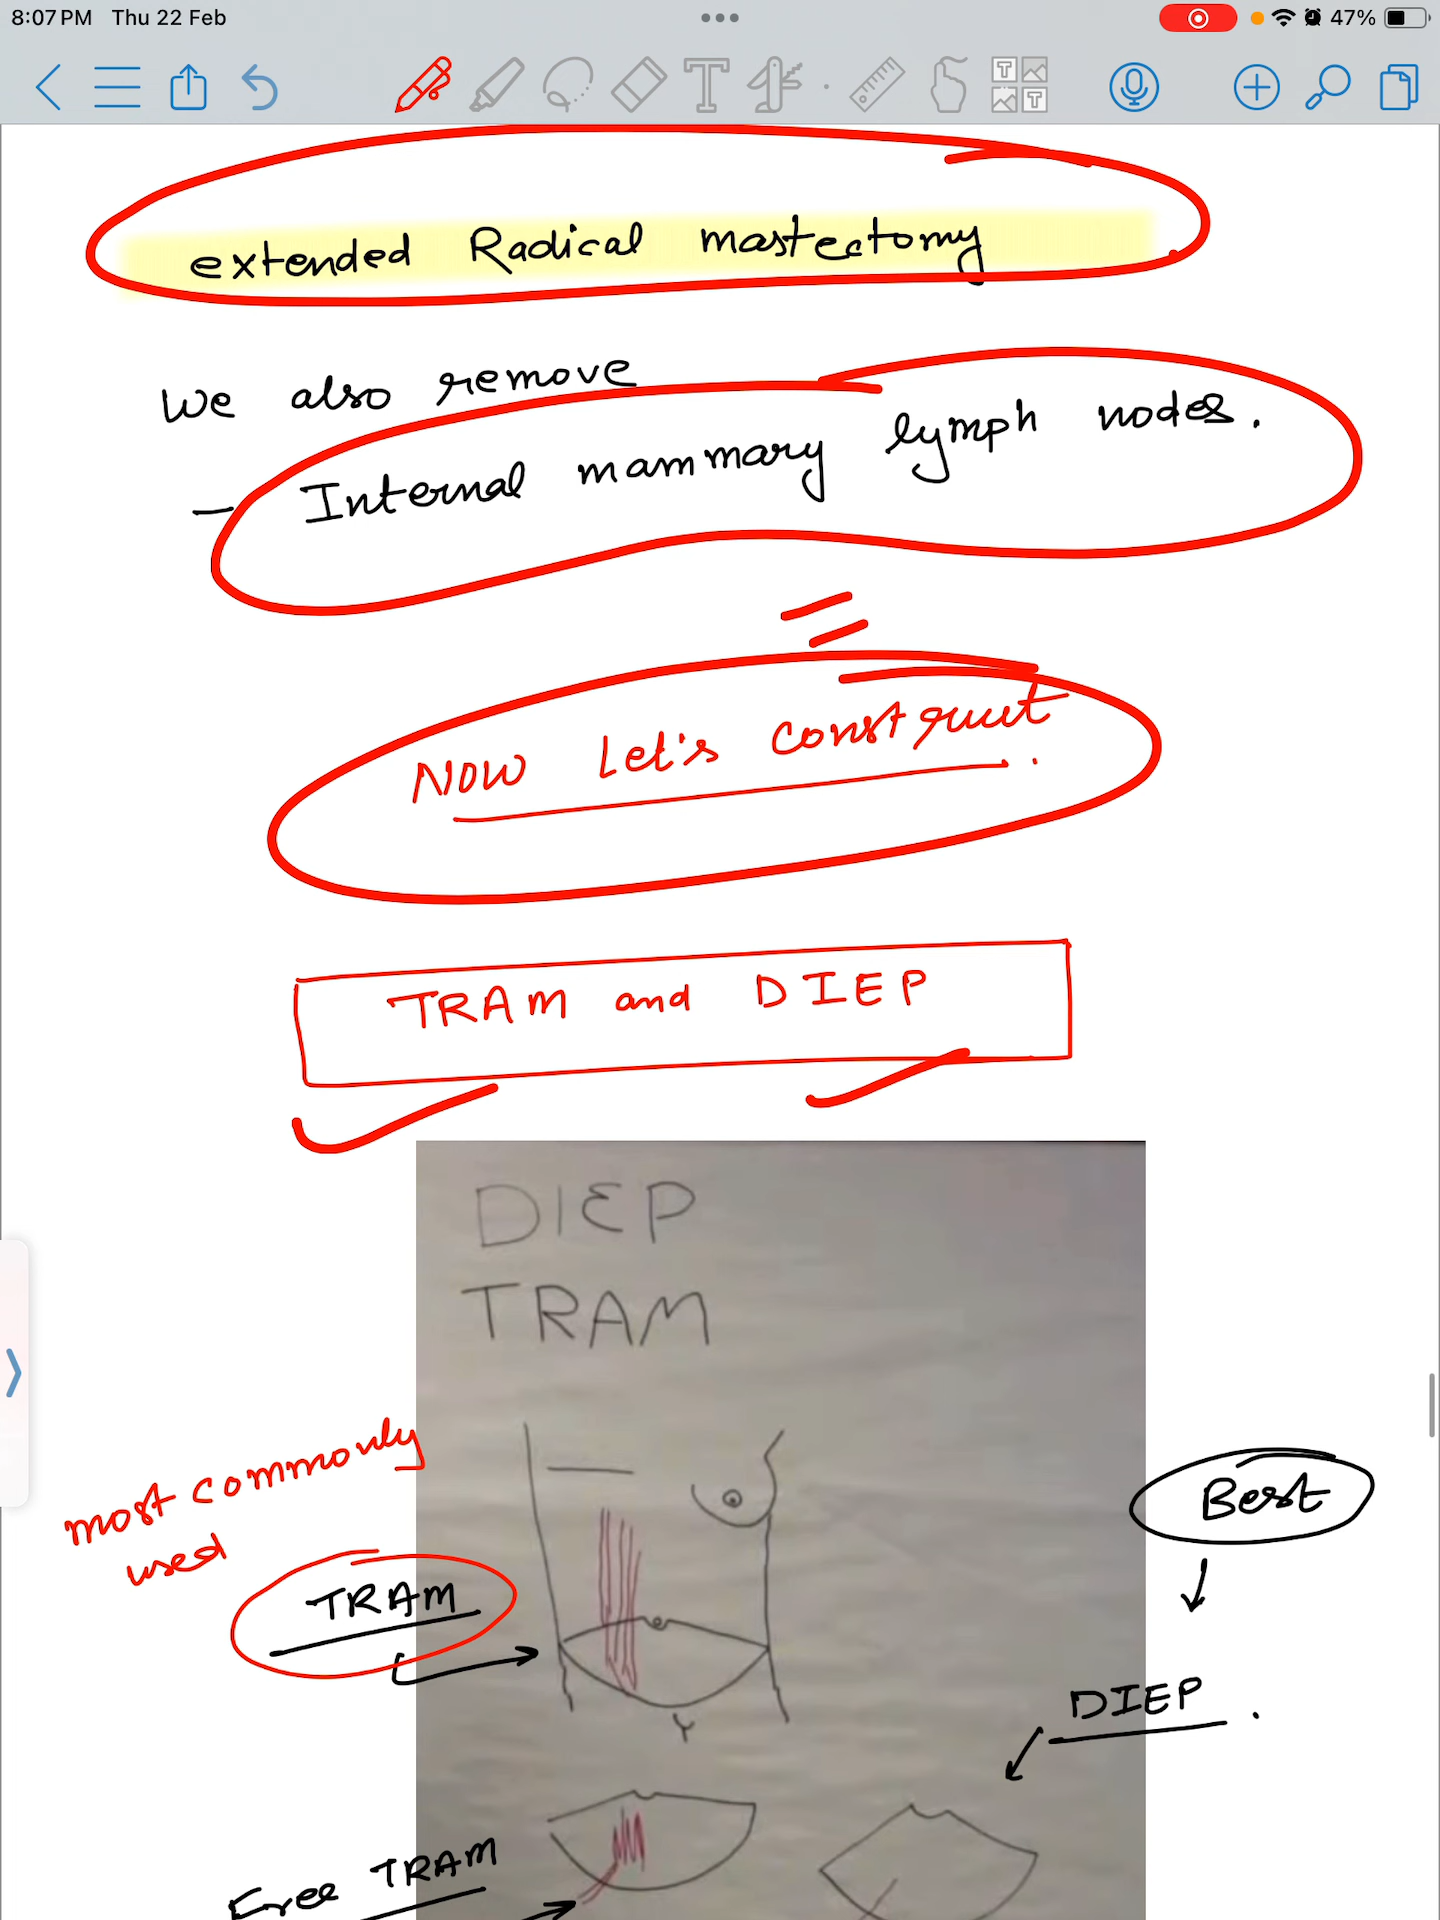 8:07 PM Thu 22 Feb
47%
extended Radical mastectomy
We also remove
- Internal mammary lymph nodes.
Now Let's construct.
TRAM and DIEP
DIEP
TRAM
most commonly
used
TRAM
Best
DIEP.
Free TRAM